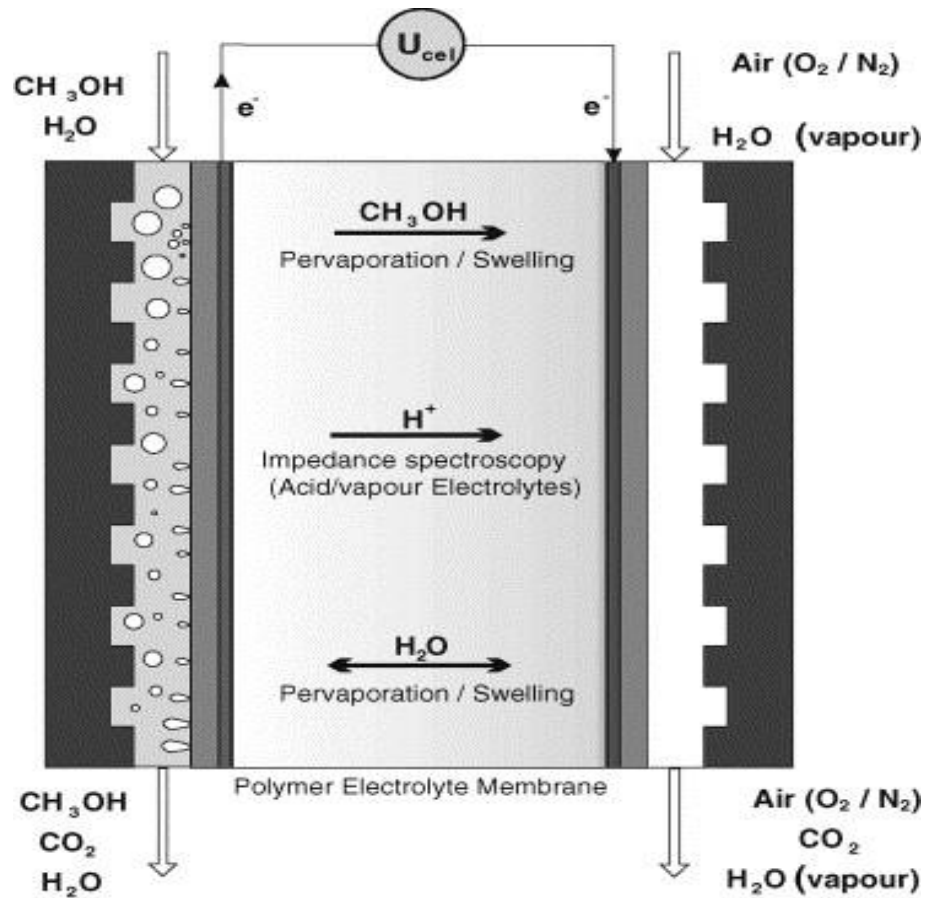 U_cel
e⁻
e⁻
CH₃OH
H₂O
Air (O₂ / N₂)
H₂O (vapour)
CH₃OH
Pervaporation / Swelling
H⁺
Impedance spectroscopy
(Acid/vapour Electrolytes)
H₂O
Pervaporation / Swelling
Polymer Electrolyte Membrane
CH₃OH
CO₂
H₂O
Air (O₂ / N₂)
CO₂
H₂O (vapour)